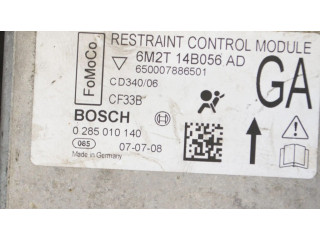 FoMoCo
RESTRAINT CONTROL MODULE
6M2T 14B056 AD
650007886501
CD340/06
CF33B"
GA
BOSCH
0 285 010 140
065 07-07-08
Made in Germany